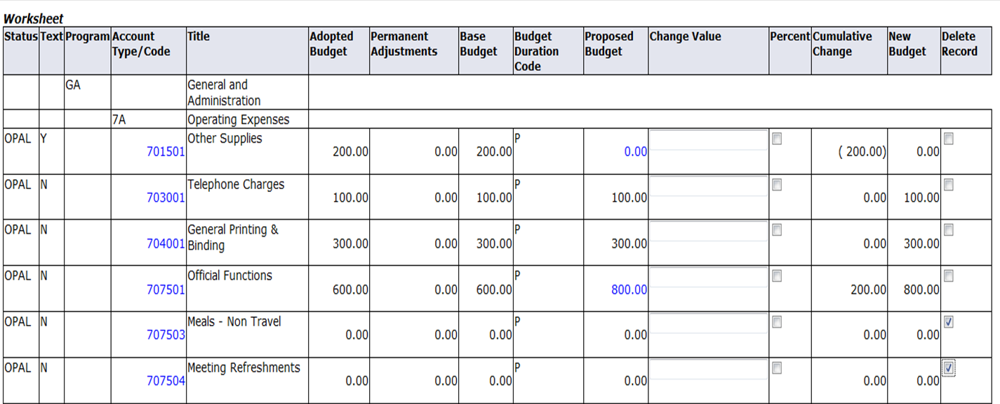 Worksheet
Status Text Program Account Type/Code Title Adopted Budget Permanent Adjustments Base Budget Budget Duration Code Proposed Budget Change Value Percent Cumulative Change New Budget Delete Record
GA General and Administration
7A Operating Expenses
OPAL Y 701501 Other Supplies 200.00 0.00 200.00 P 0.00 ( 200.00) 0.00
OPAL N 703001 Telephone Charges 100.00 0.00 100.00 P 100.00 0.00 100.00
OPAL N 704001 General Printing & Binding 300.00 0.00 300.00 P 300.00 0.00 300.00
OPAL N 707501 Official Functions 600.00 0.00 600.00 P 800.00 200.00 800.00
OPAL N 707503 Meals - Non Travel 0.00 0.00 0.00 P 0.00 0.00 0.00
OPAL N 707504 Meeting Refreshments 0.00 0.00 0.00 P 0.00 0.00 0.00